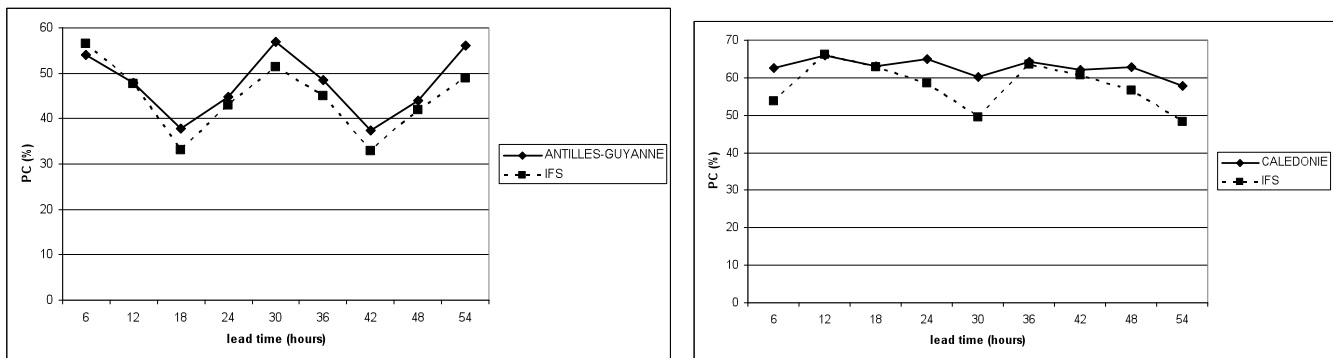 60
50
40
30
20
10
0
PC (%)
6 12 18 24 30 36 42 48 54
lead time (hours)
ANTILLES-GUYANNE
IFS
70
60
50
40
30
20
10
0
PC (%)
6 12 18 24 30 36 42 48 54
lead time (hours)
CALEDONIE
IFS